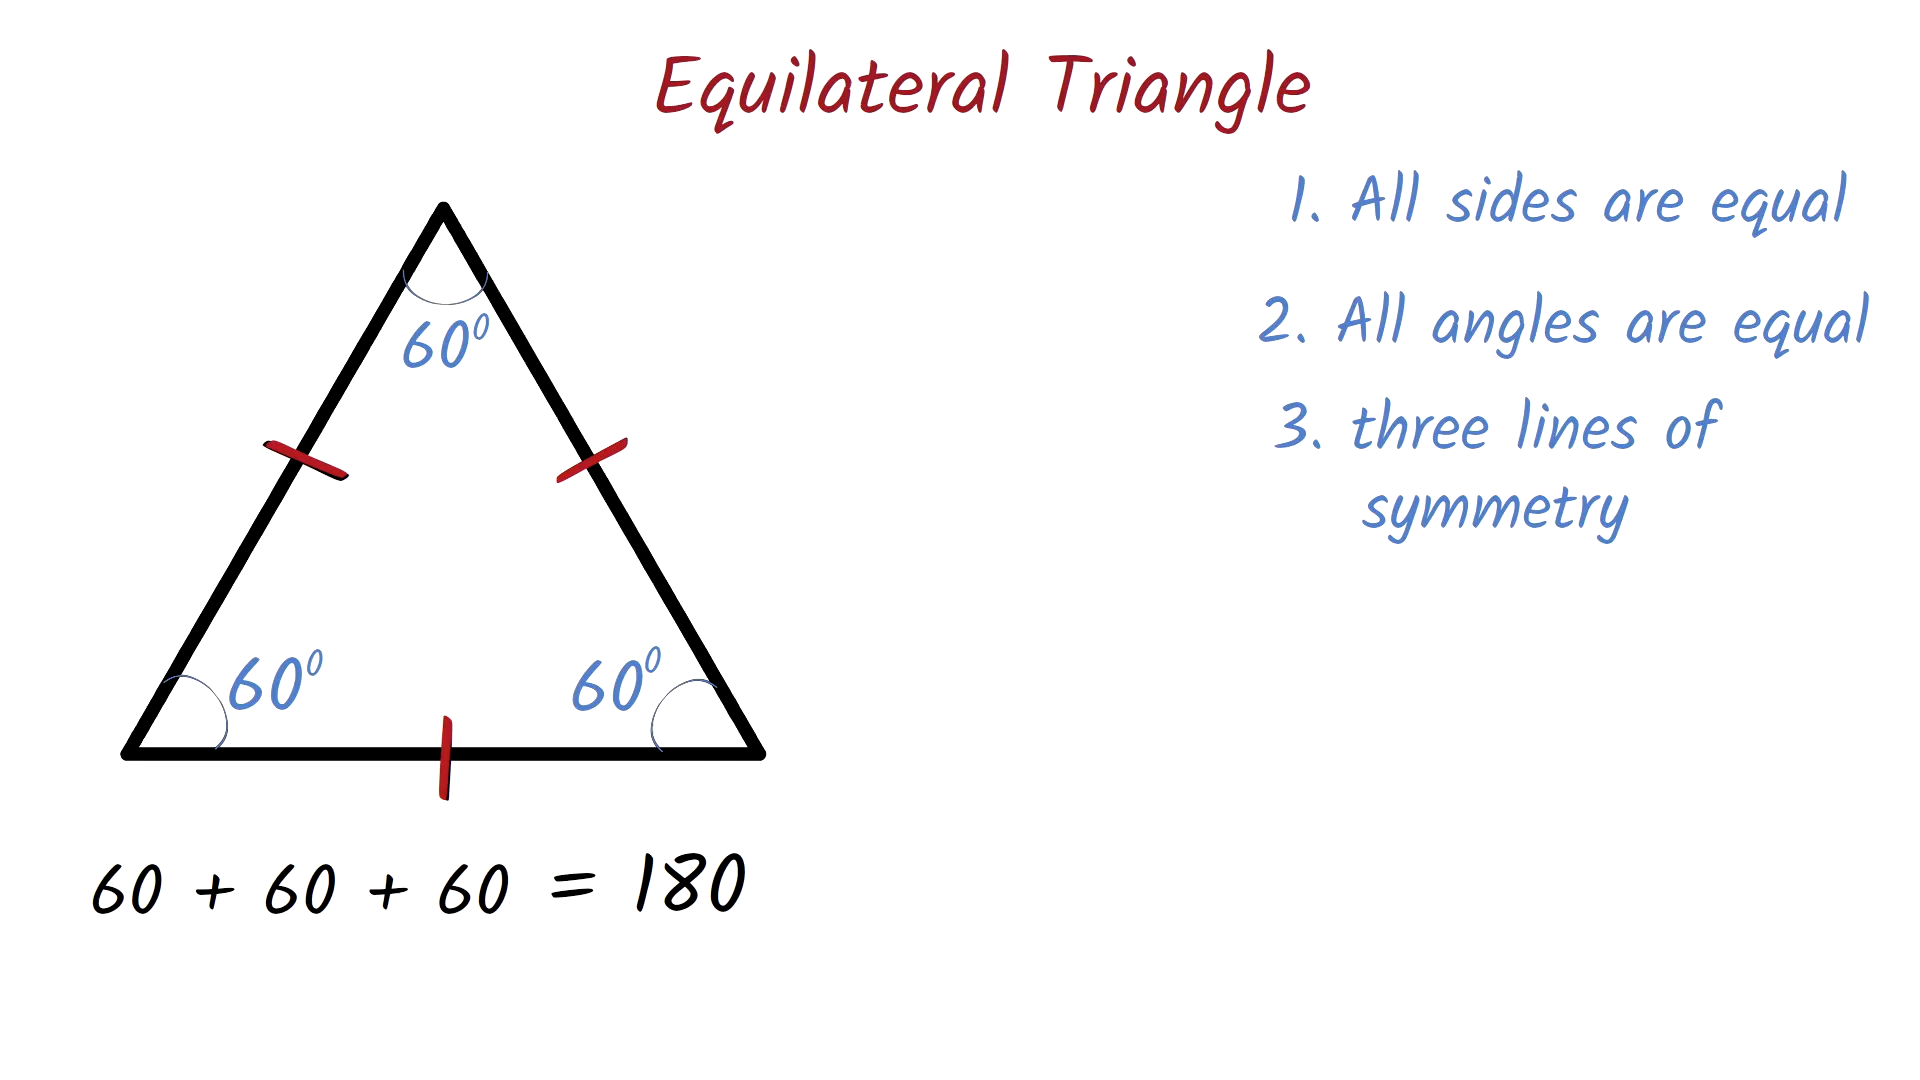 Equilateral Triangle
1. All sides are equal
2. All angles are equal
3. three lines of
symmetry
60⁰
60⁰ 60⁰
60 + 60 + 60 = 180